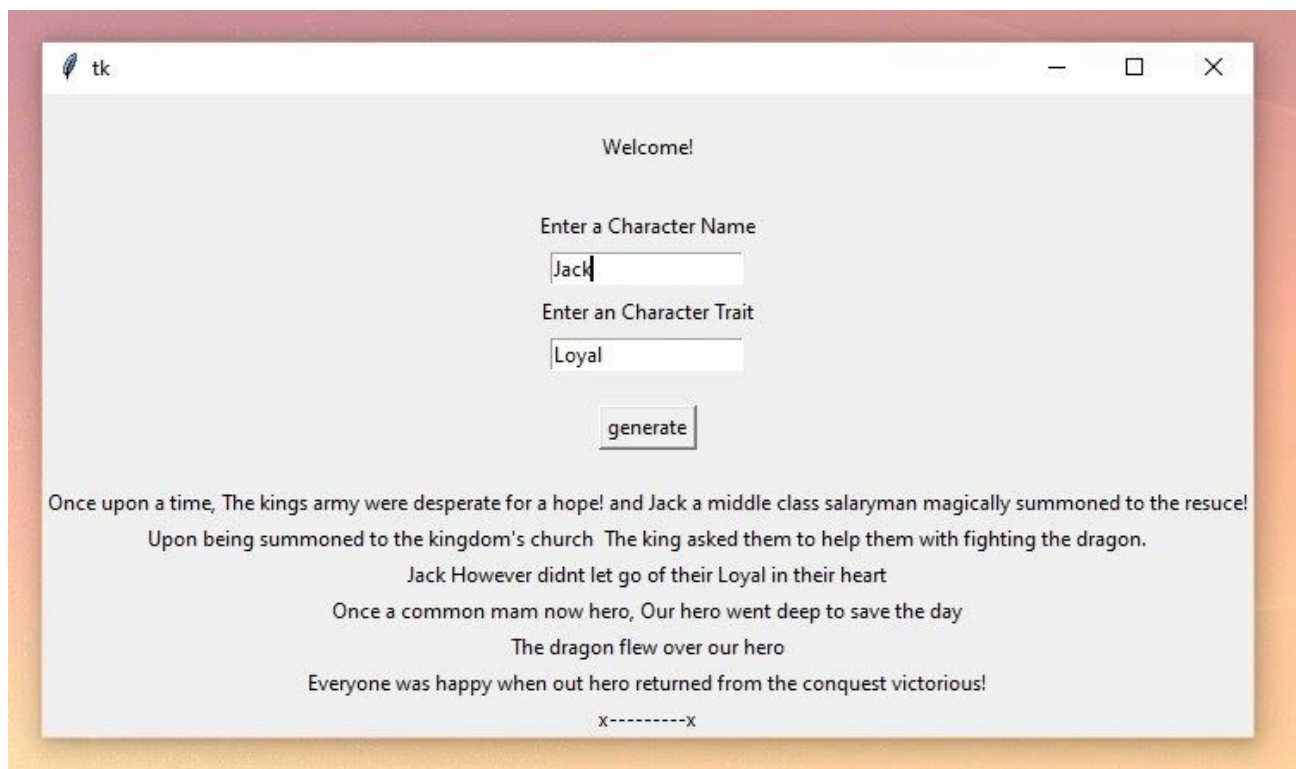 tk
Welcome!
Enter a Character Name
Jack
Enter an Character Trait
Loyal
generate
Once upon a time, The kings army were desperate for a hope! and Jack a middle class salaryman magically summoned to the resuce!
Upon being summoned to the kingdom's church  The king asked them to help them with fighting the dragon.
Jack However didnt let go of their Loyal in their heart
Once a common mam now hero, Our hero went deep to save the day
The dragon flew over our hero
Everyone was happy when out hero returned from the conquest victorious!
x---------x